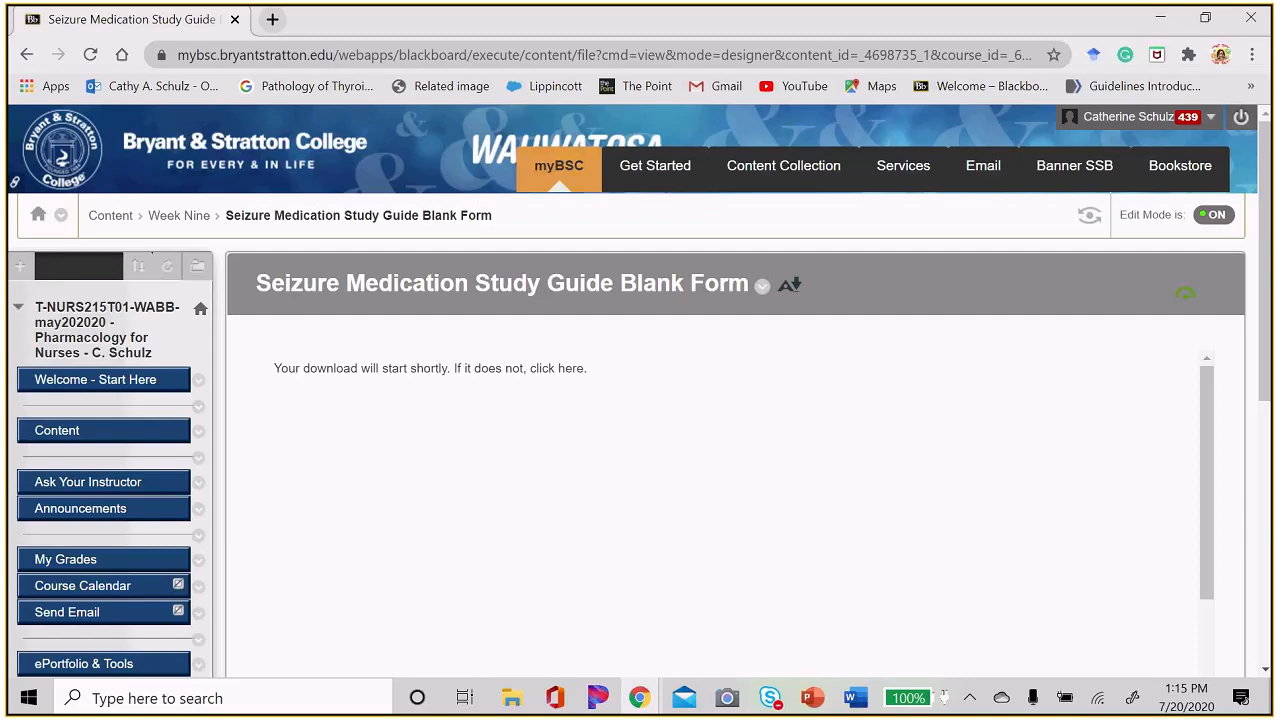 Bb Seizure Medication Study Guide
mybsc.bryantstratton.edu/webapps/blackboard/execute/content/file?cmd=view&mode=designer&content_id=_4698735_1&course_id=_6...
Apps Cathy A. Schulz - O... Pathology of Thyroi... Related image Lippincott The Point Gmail YouTube Maps Bb Welcome – Blackbo... Guidelines Introduc... »
Catherine Schulz 439
Bryant & Stratton College
Bryant & Stratton College
FOR EVERY & IN LIFE
WAUWATOSA
myBSC Get Started Content Collection Services Email Banner SSB Bookstore
Content > Week Nine > Seizure Medication Study Guide Blank Form
Edit Mode is: ON
Seizure Medication Study Guide Blank Form
T-NURS215T01-WABB-
may202020 -
Pharmacology for
Nurses - C. Schulz
Your download will start shortly. If it does not, click here.
Welcome - Start Here
Content
Ask Your Instructor
Announcements
My Grades
Course Calendar
Send Email
ePortfolio & Tools
Type here to search
100%
1:15 PM
7/20/2020